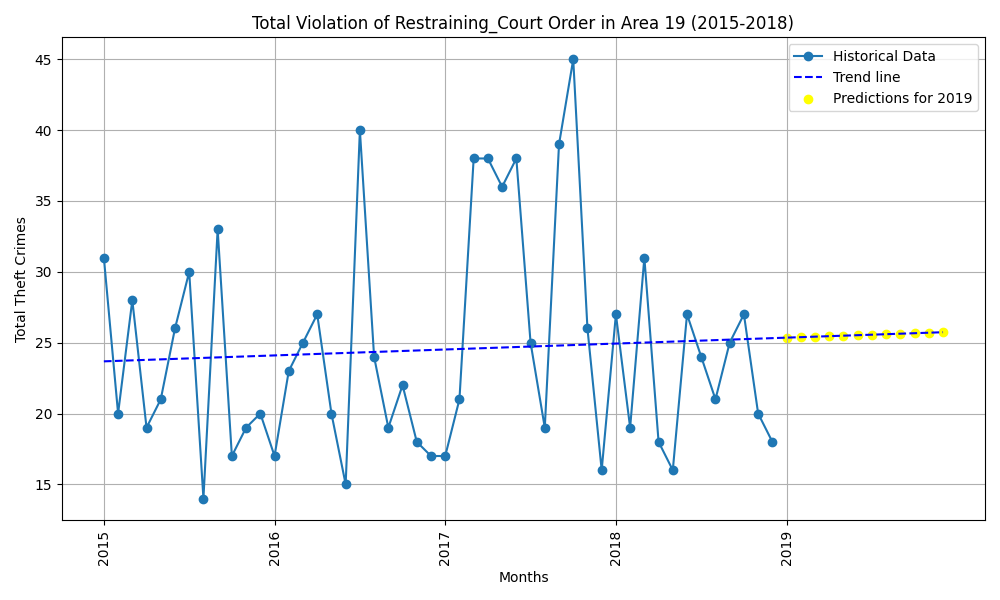 Total Violation of Restraining_Court Order in Area 19 (2015-2018)
Historical Data
Trend line
Predictions for 2019
Total Theft Crimes
45
40
35
30
25
20
15
2015
2016
2017
2018
2019
Months